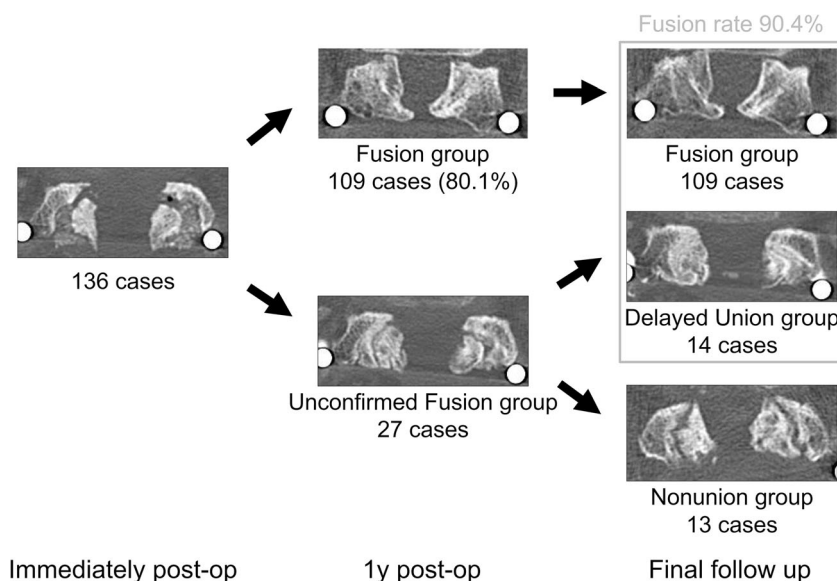 Fusion rate 90.4%
Fusion group
109 cases (80.1%)
Fusion group
109 cases
136 cases
Delayed Union group
14 cases
Unconfirmed Fusion group
27 cases
Nonunion group
13 cases
Immediately post-op
1y post-op
Final follow up